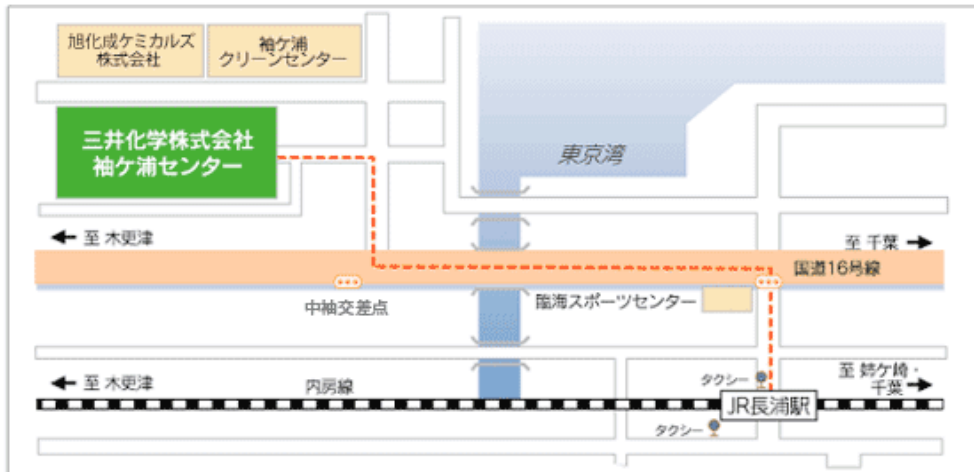 旭化成ケミカルズ
株式会社
袖ケ浦
クリーンセンター
三井化学株式会社
袖ケ浦センター
東京湾
至 木更津
至 千葉
国道16号線
中袖交差点
臨海スポーツセンター
至 木更津
内房線
タクシー
至 姉ケ崎・
千葉
JR長浦駅
タクシー